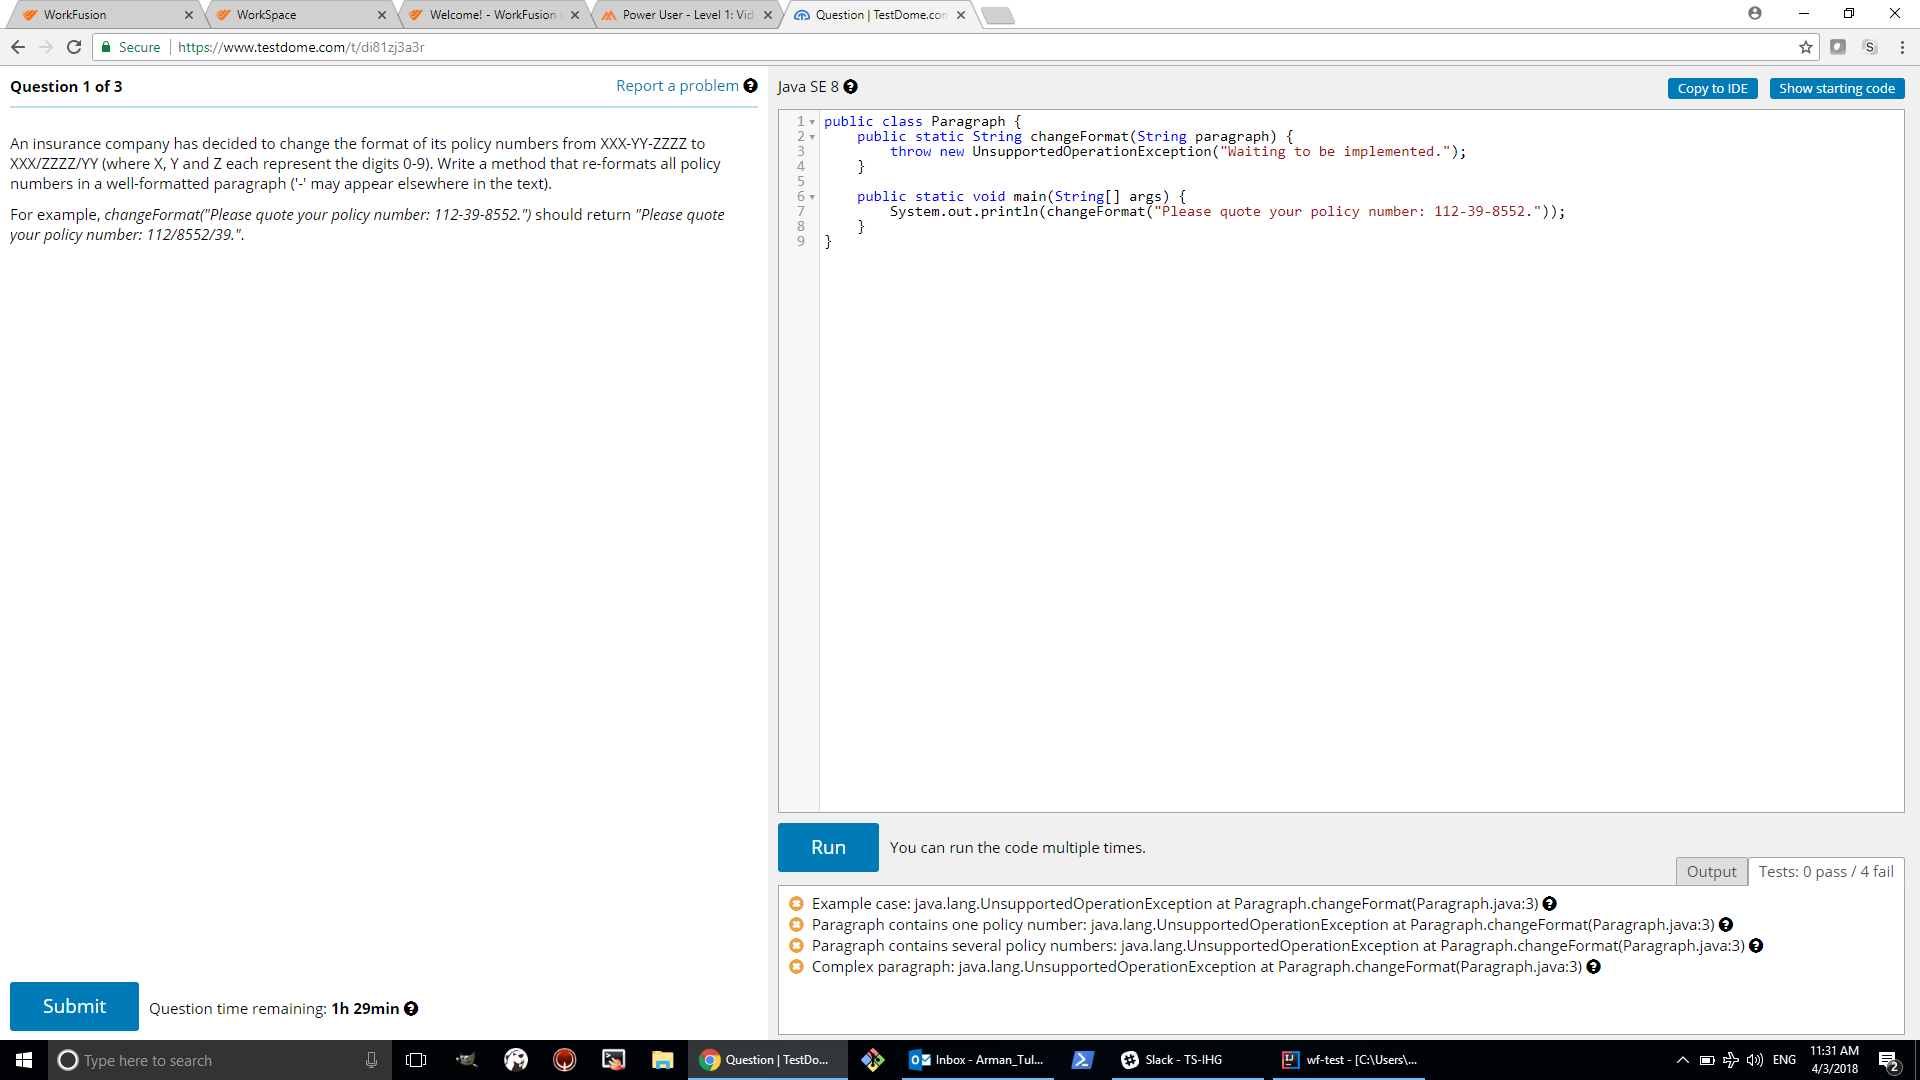 WorkFusion
WorkSpace
Welcome! - WorkFusion
Power User - Level 1: Vic
Question | TestDome.com
Secure
https://www.testdome.com/t/di81zj3a3r
Question 1 of 3
Report a problem
Java SE 8
Copy to IDE
Show starting code
An insurance company has decided to change the format of its policy numbers from XXX-YY-ZZZZ to
XXX/ZZZZ/YY (where X, Y and Z each represent the digits 0-9). Write a method that re-formats all policy
numbers in a well-formatted paragraph ('-' may appear elsewhere in the text).
For example, changeFormat("Please quote your policy number: 112-39-8552.") should return "Please quote
your policy number: 112/8552/39.".
1 public class Paragraph {
2     public static String changeFormat(String paragraph) {
3         throw new UnsupportedOperationException("Waiting to be implemented.");
4     }
5
6     public static void main(String[] args) {
7         System.out.println(changeFormat("Please quote your policy number: 112-39-8552."));
8     }
9 }
Run
You can run the code multiple times.
Output
Tests: 0 pass / 4 fail
Example case: java.lang.UnsupportedOperationException at Paragraph.changeFormat(Paragraph.java:3)
Paragraph contains one policy number: java.lang.UnsupportedOperationException at Paragraph.changeFormat(Paragraph.java:3)
Paragraph contains several policy numbers: java.lang.UnsupportedOperationException at Paragraph.changeFormat(Paragraph.java:3)
Complex paragraph: java.lang.UnsupportedOperationException at Paragraph.changeFormat(Paragraph.java:3)
Submit
Question time remaining: 1h 29min
Type here to search
Question | TestDo...
Inbox - Arman_Tul...
Slack - TS-IHG
wf-test - [C:\Users\...
ENG
11:31 AM
4/3/2018
2